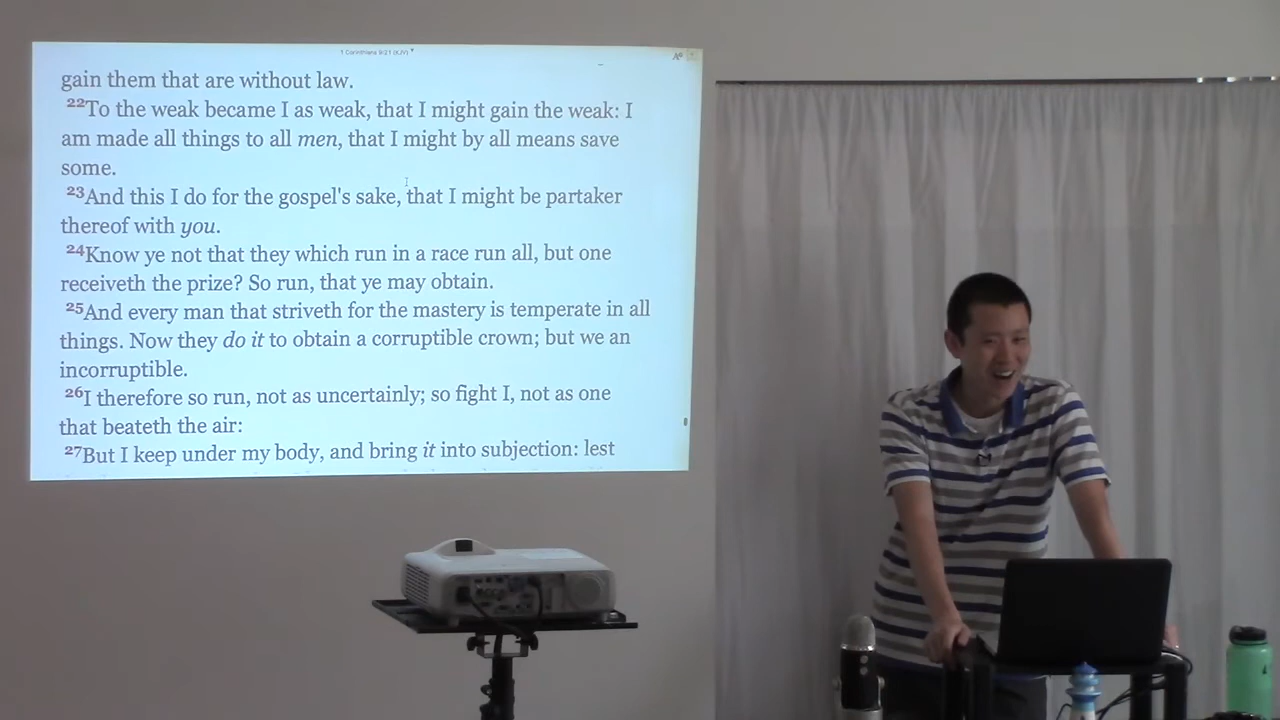 1 Corinthians 9:21 (KJV)
gain them that are without law.
22To the weak became I as weak, that I might gain the weak: I
am made all things to all men, that I might by all means save
some.
23And this I do for the gospel's sake, that I might be partaker
thereof with you.
24Know ye not that they which run in a race run all, but one
receiveth the prize? So run, that ye may obtain.
25And every man that striveth for the mastery is temperate in all
things. Now they do it to obtain a corruptible crown; but we an
incorruptible.
26I therefore so run, not as uncertainly; so fight I, not as one
that beateth the air:
27But I keep under my body, and bring it into subjection: lest